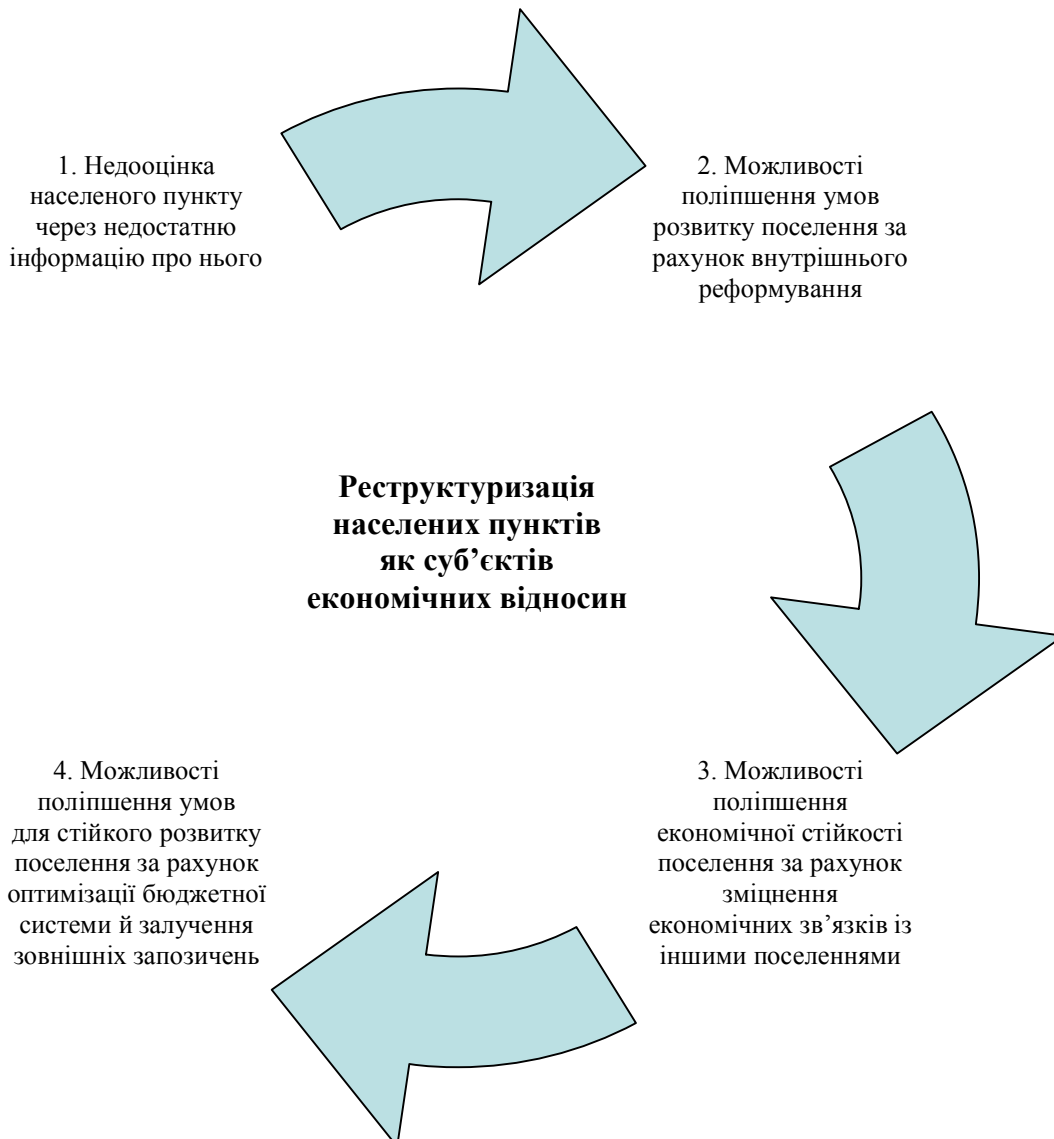 1. Недооцінка
населеного пункту
через недостатню
інформацію про нього
2. Можливості
поліпшення умов
розвитку поселення за
рахунок внутрішнього
реформування
Реструктуризація
населених пунктів
як суб’єктів
економічних відносин
4. Можливості
поліпшення умов
для стійкого розвитку
поселення за рахунок
оптимізації бюджетної
системи й залучення
зовнішніх запозичень
3. Можливості
поліпшення
економічної стійкості
поселення за рахунок
зміцнення
економічних зв’язків із
іншими поселеннями